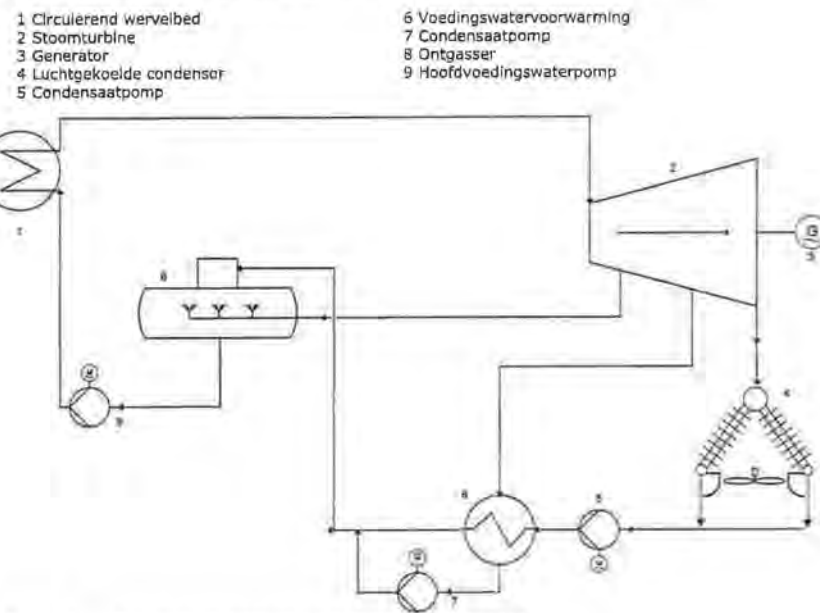 1 Circulerend wervelbed
2 Stoomturbine
3 Generator
4 Luchtgekoelde condensor
5 Condensaatpomp
6 Voedingswatervoorwarming
7 Condensaatpomp
8 Ontgasser
9 Hoofdvoedingswaterpomp
2
1
8
G
3
M
9
4
6
5
M
M
7